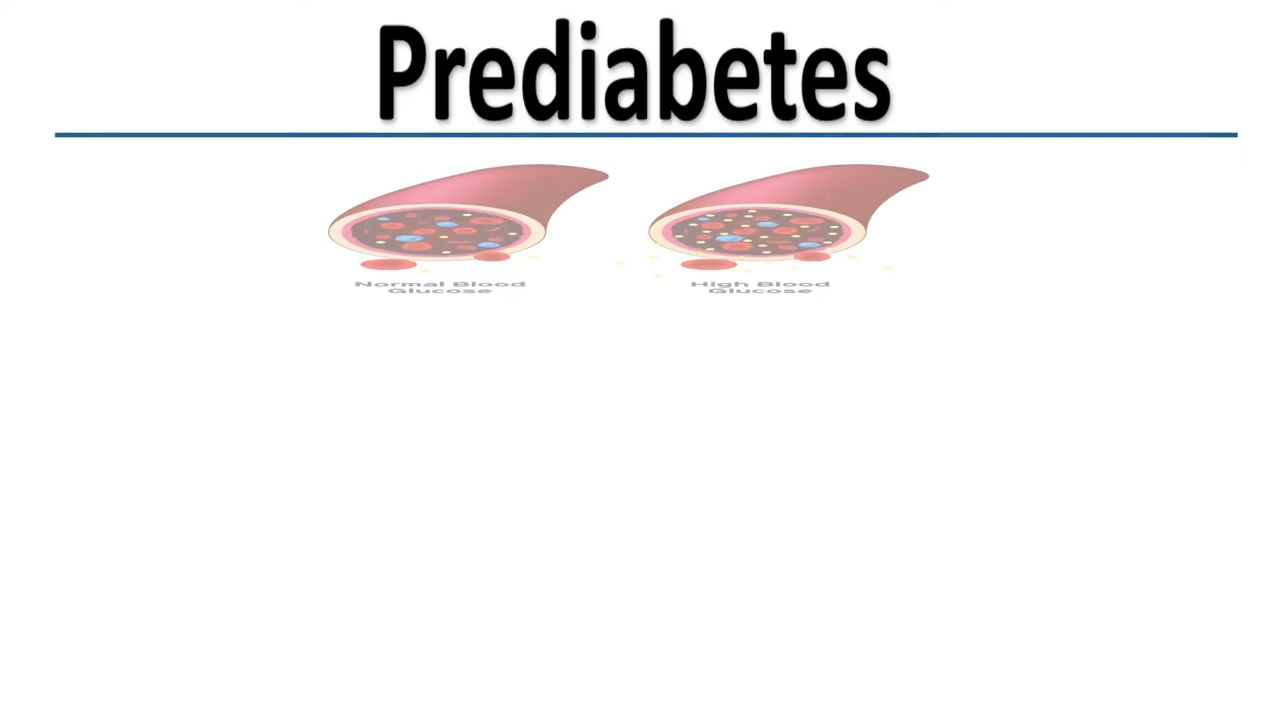 Prediabetes
Normal Blood
Glucose
High Blood
Glucose